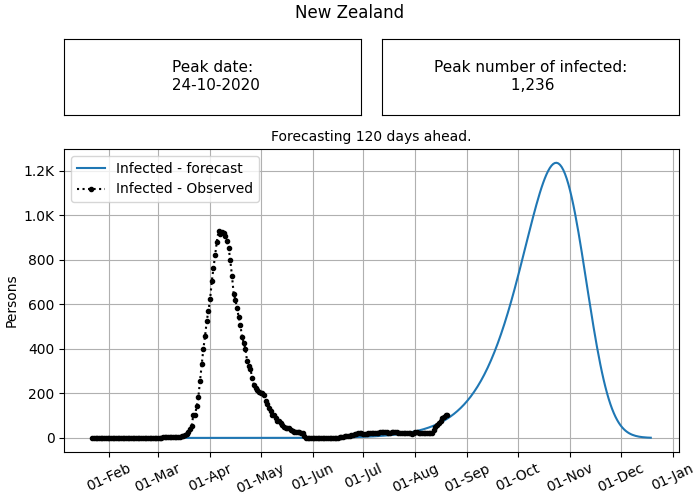 New Zealand
Peak date:
24-10-2020
Peak number of infected:
1,236
Forecasting 120 days ahead.
Infected - forecast
Infected - Observed
1.2K
1.0K
800
600
400
200
0
Persons
01-Feb
01-Mar
01-Apr
01-May
01-Jun
01-Jul
01-Aug
01-Sep
01-Oct
01-Nov
01-Dec
01-Jan